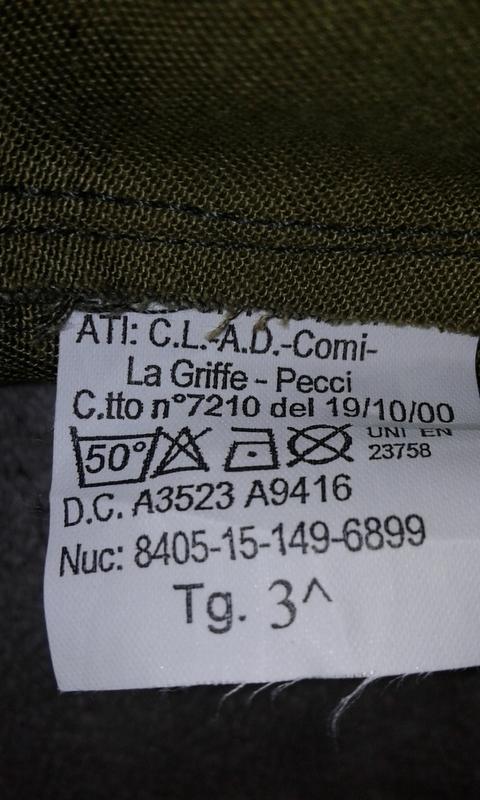 ATI: C.L.-A.D.-Comi-
La Griffe - Pecci
C.tto n°7210 del 19/10/00
50° UNI EN
23758
D.C. A3523 A9416
Nuc: 8405-15-149-6899
Tg. 3^